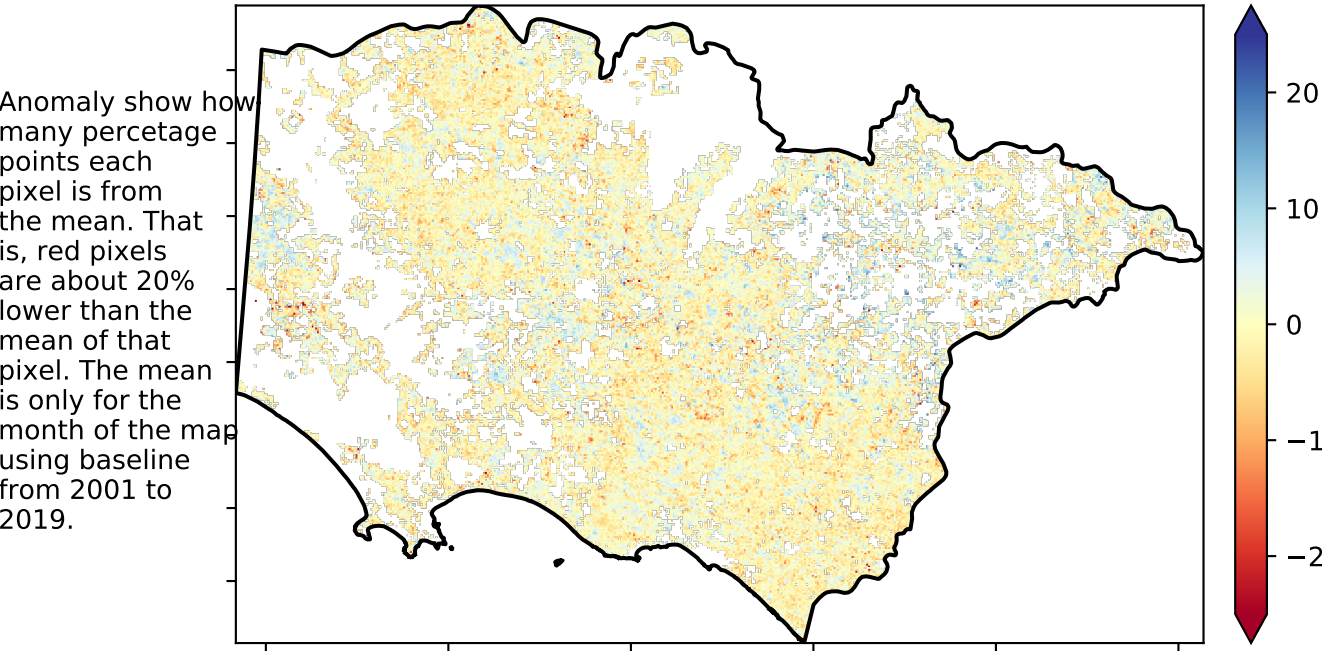 Anomaly show how
many percetage
points each
pixel is from
the mean. That
is, red pixels
are about 20%
lower than the
mean of that
pixel. The mean
is only for the
month of the map
using baseline
from 2001 to
2019.
20
10
0
−1
−2